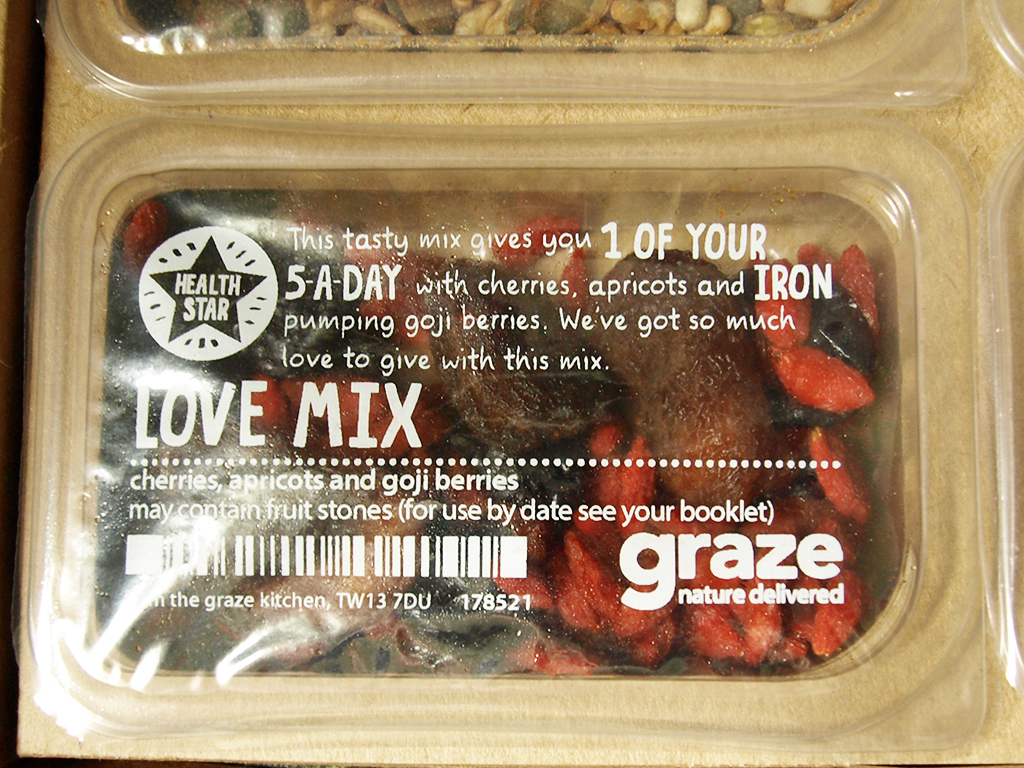 HEALTH
STAR
This tasty mix gives you 1 OF YOUR
5-A-DAY with cherries, apricots and IRON
pumping goji berries. We've got so much
love to give with this mix.
LOVE MIX
cherries, apricots and goji berries
may contain fruit stones (for use by date see your booklet)
the graze kitchen, TW13 7DU 178521
graze
nature delivered